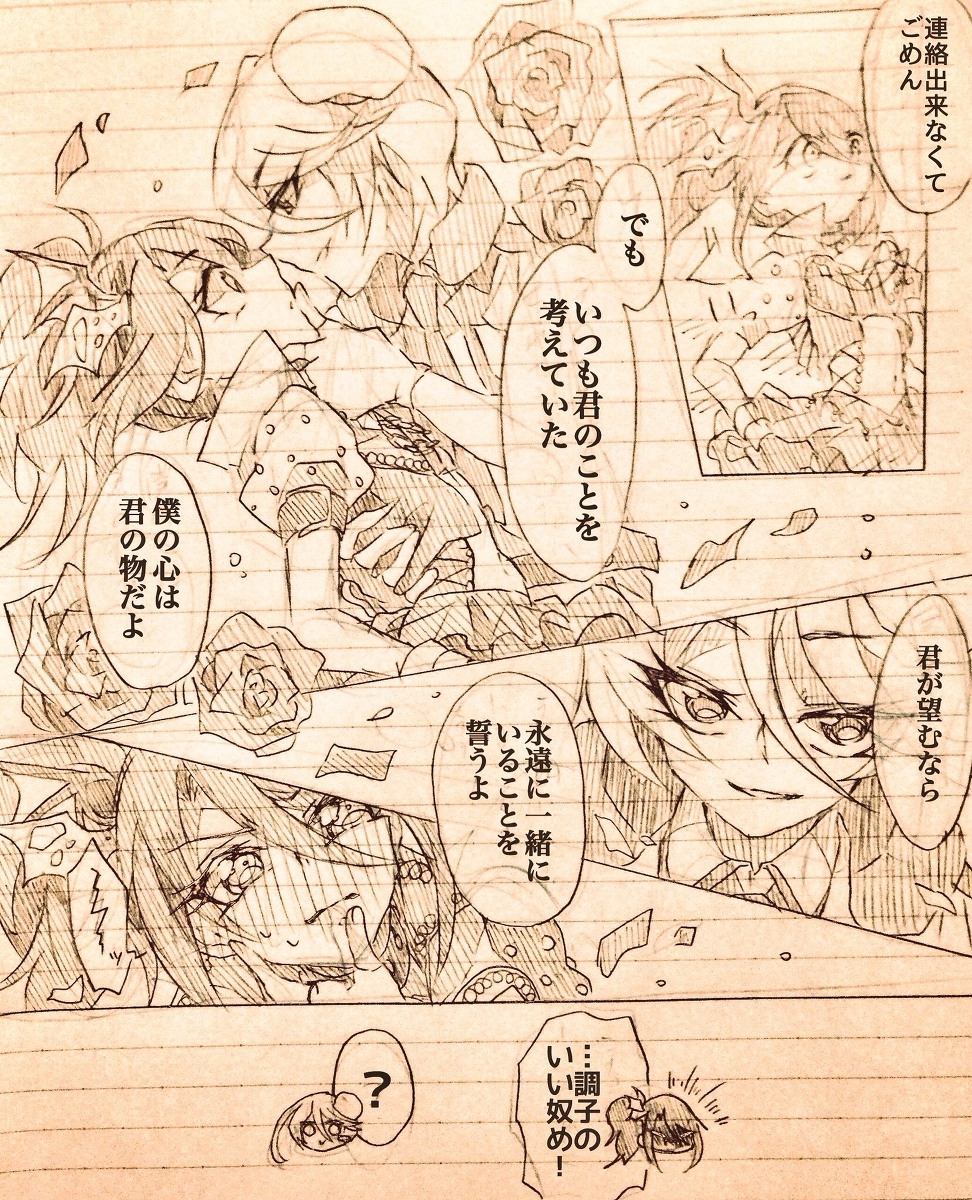 連絡出来なくて
ごめん
でも
いつも君のことを
考えていた
僕の心は
君の物だよ
君が望むなら
永遠に一緒に
いることを
誓うよ
…調子の
いい奴め!
?